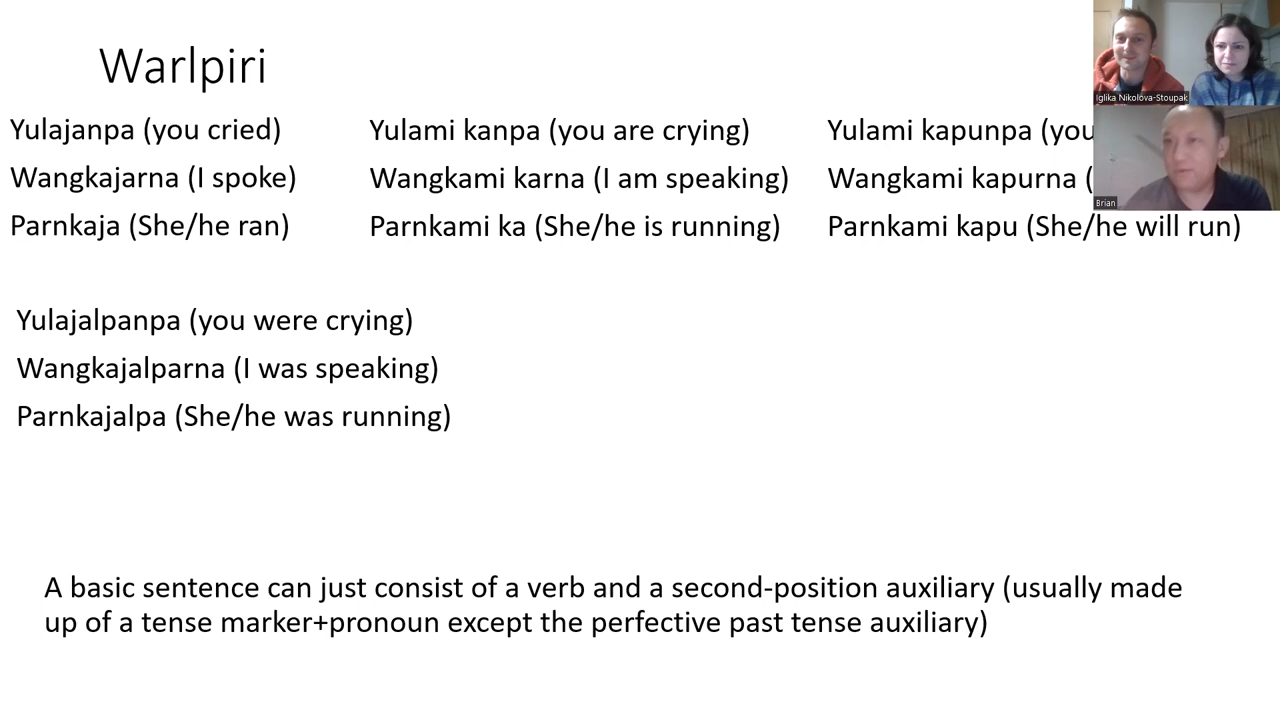 Warlpiri
Yulajanpa (you cried)
Wangkajarna (I spoke)
Parnkaja (She/he ran)
Yulami kanpa (you are crying)
Wangkami karna (I am speaking)
Parnkami ka (She/he is running)
Yulami kapunpa (you
Wangkami kapurna (
Parnkami kapu (She/he will run)
Yulajalpanpa (you were crying)
Wangkajalparna (I was speaking)
Parnkajalpa (She/he was running)
A basic sentence can just consist of a verb and a second-position auxiliary (usually made
up of a tense marker+pronoun except the perfective past tense auxiliary)
Iglika Nikolova-Stoupak
Brian